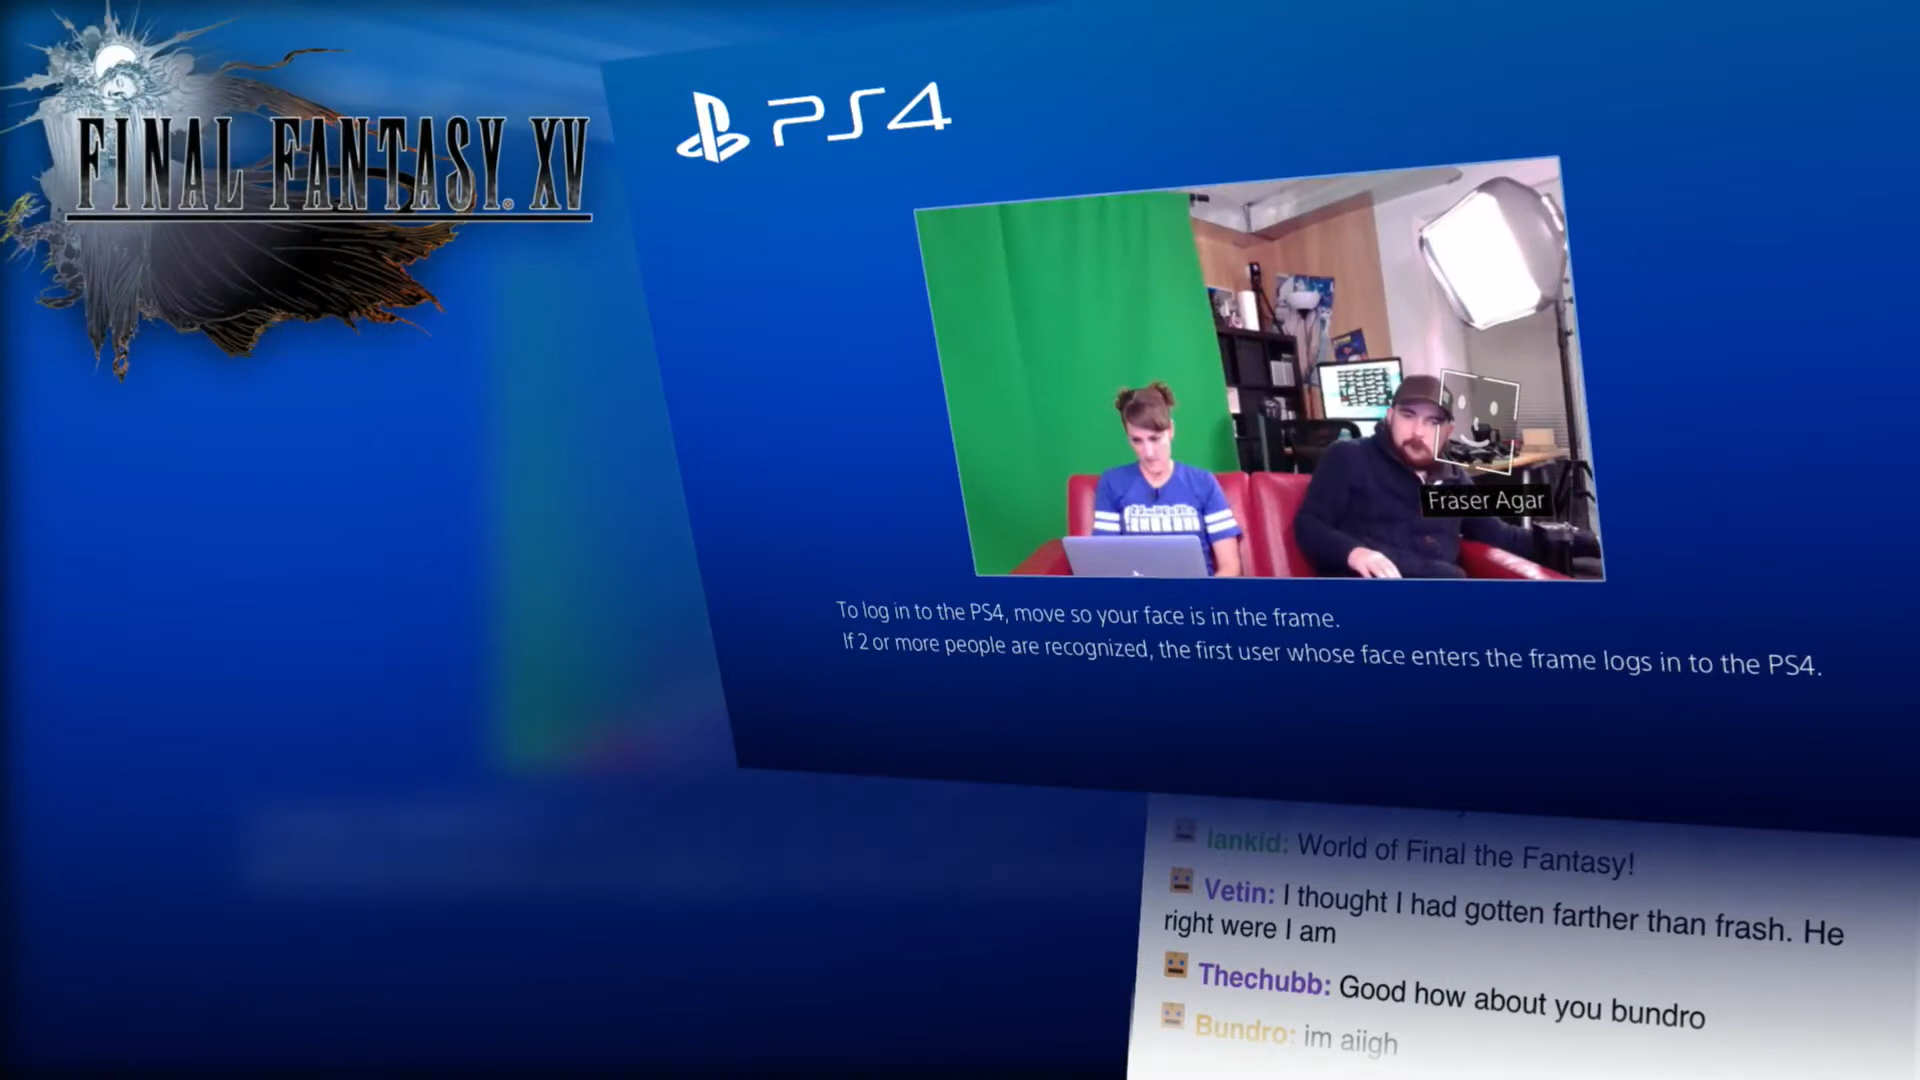 FINAL FANTASY XV
PS4
Fraser Agar
To log in to the PS4, move so your face is in the frame.
If 2 or more people are recognized, the first user whose face enters the frame logs in to the PS4.
Iankid: World of Final the Fantasy!
Vetin: I thought I had gotten farther than frash. He
right were I am
Thechubb: Good how about you bundro
Bundro: im aiigh